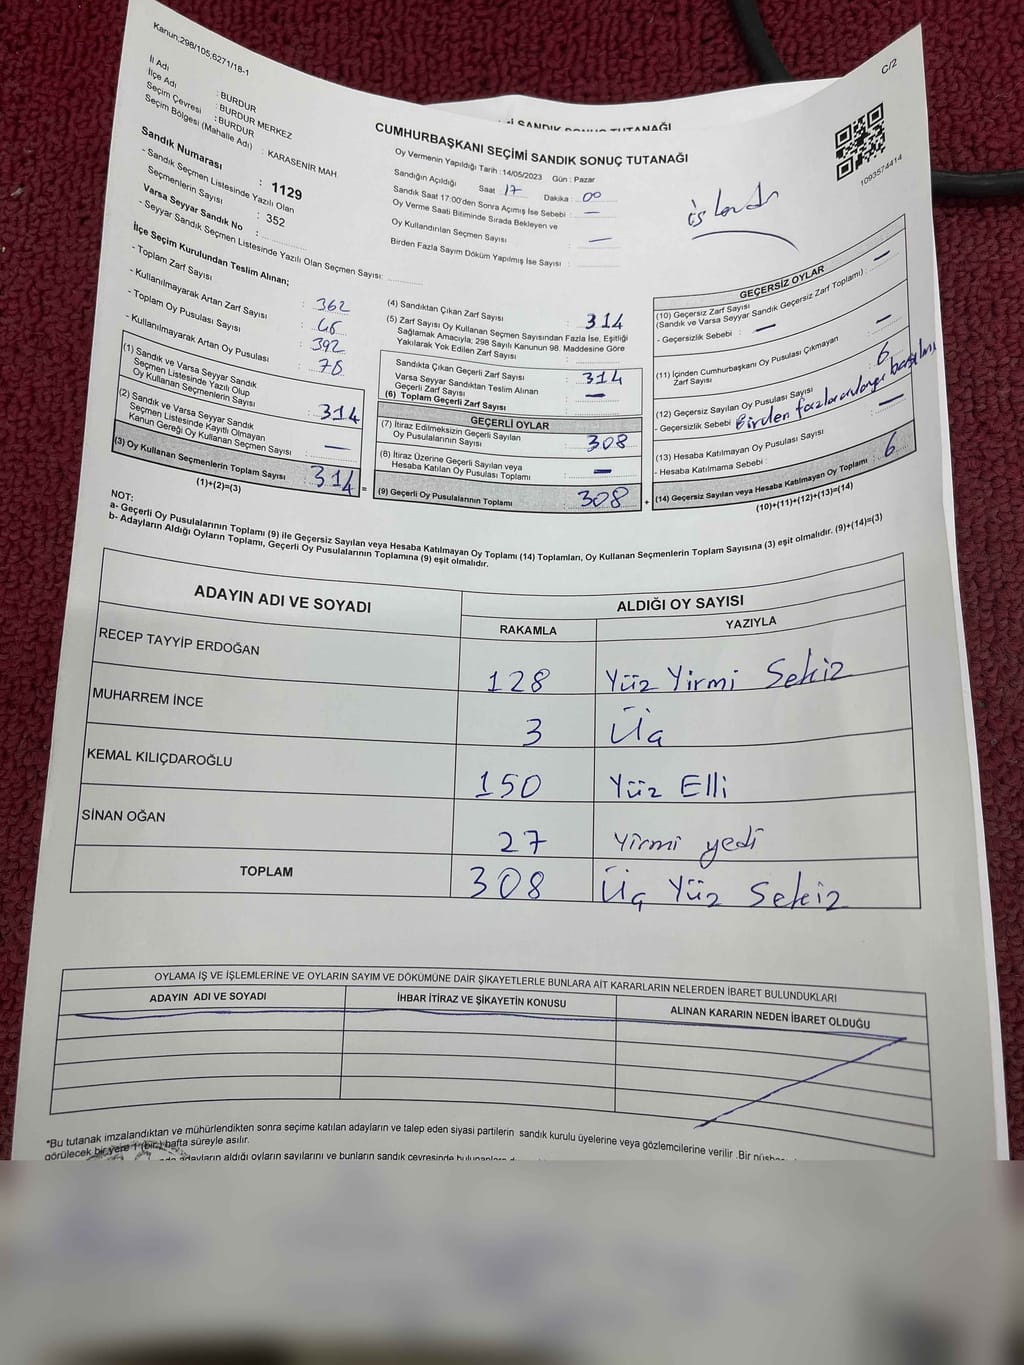 Kanun:298/105,6271/18-1
C/2
İl Adı : BURDUR
İlçe Adı : BURDUR MERKEZ
Seçim Çevresi : BURDUR
Seçim Bölgesi (Mahalle Adı) : KARASENİR MAH
Sandık Numarası : 1129
- Sandık Seçmen Listesinde Yazılı Olan
Seçmenlerin Sayısı : 352
Varsa Seyyar Sandık No :
- Seyyar Sandık Seçmen Listesinde Yazılı Olan Seçmen Sayısı:
İlçe Seçim Kurulundan Teslim Alınan;
- Toplam Zarf Sayısı : 362
- Kullanılmayarak Artan Zarf Sayısı :
- Toplam Oy Pusulası Sayısı : 392
- Kullanılmayarak Artan Oy Pusulası : 78
(1) Sandık ve Varsa Seyyar Sandık
Seçmen Listesinde Yazılı Olup
Oy Kullanan Seçmenlerin Sayısı : 314
(2) Sandık ve Varsa Seyyar Sandık
Seçmen Listesinde Kayıtlı Olmayan
Kanun Gereği Oy Kullanan Seçmen Sayısı : —
(3) Oy Kullanan Seçmenlerin Toplam Sayısı : 314
(1)+(2)=(3)
SANDIK SONUÇ TUTANAĞI
CUMHURBAŞKANI SEÇİMİ SANDIK SONUÇ TUTANAĞI
Oy Vermenin Yapıldığı Tarih : 14/05/2023 Gün : Pazar
Sandığın Açıldığı Saat : 17 Dakika : 00
Sandık Saat 17:00'den Sonra Açımış İse Sebebi : —
Oy Verme Saati Bitiminde Sırada Bekleyen ve
Oy Kullandırılan Seçmen Sayısı : —
Birden Fazla Sayım Döküm Yapılmış İse Sayısı :
(4) Sandıktan Çıkan Zarf Sayısı : 314
(5) Zarf Sayısı Oy Kullanan Seçmen Sayısından Fazla İse, Eşitliği
Sağlamak Amacıyla; 298 Sayılı Kanunun 98. Maddesine Göre
Yakılarak Yok Edilen Zarf Sayısı :
Sandıkta Çıkan Geçerli Zarf Sayısı : 314
Varsa Seyyar Sandıktan Teslim Alınan
Geçerli Zarf Sayısı : —
(6) Toplam Geçerli Zarf Sayısı
GEÇERLİ OYLAR
(7) İtiraz Edilmeksizin Geçerli Sayılan
Oy Pusulalarının Sayısı : 308
(8) İtiraz Üzerine Geçerli Sayılan veya
Hesaba Katılan Oy Pusulası Toplamı : —
= (9) Geçerli Oy Pusulalarının Toplamı 308
1093574414
GEÇERSİZ OYLAR
(10) Geçersiz Zarf Sayısı
(Sandık ve Varsa Seyyar Sandık Geçersiz Zarf Toplamı) : —
- Geçersizlik Sebebi : —
(11) İçinden Cumhurbaşkanı Oy Pusulası Çıkmayan
Zarf Sayısı : —
(12) Geçersiz Sayılan Oy Pusulası Sayısı : 6
- Geçersizlik Sebebi : Birden
(13) Hesaba Katılmayan Oy Pusulası Sayısı : —
- Hesaba Katılmama Sebebi :
+ (14) Geçersiz Sayılan veya Hesaba Katılmayan Oy Toplamı : 6
(10)+(11)+(12)+(13)=(14)
NOT:
a- Geçerli Oy Pusulalarının Toplamı (9) ile Geçersiz Sayılan veya Hesaba Katılmayan Oy Toplamı (14) Toplamları, Oy Kullanan Seçmenlerin Toplam Sayısına (3) eşit olmalıdır. (9)+(14)=(3)
b- Adayların Aldığı Oyların Toplamı, Geçerli Oy Pusulalarının Toplamına (9) eşit olmalıdır.
ADAYIN ADI VE SOYADI ALDIĞI OY SAYISI
RAKAMLA YAZIYLA
RECEP TAYYİP ERDOĞAN 128 Yüz Yirmi Sekiz
MUHARREM İNCE 3 Üç
KEMAL KILIÇDAROĞLU 150 Yüz Elli
SİNAN OĞAN 27 Yirmi yedi
TOPLAM 308 Üç Yüz Sekiz
OYLAMA İŞ VE İŞLEMLERİNE VE OYLARIN SAYIM VE DÖKÜMÜNE DAİR ŞİKAYETLERLE BUNLARA AİT KARARLARIN NELERDEN İBARET BULUNDUKLARI
ADAYIN ADI VE SOYADI İHBAR İTİRAZ VE ŞİKAYETİN KONUSU ALINAN KARARIN NEDEN İBARET OLDUĞU
*Bu tutanak imzalandıktan ve mühürlendikten sonra seçime katılan adayların ve talep eden siyasi partilerin sandık kurulu üyelerine veya gözlemcilerine verilir .Bir
görülecek bir yere 1 (bir) hafta süreyle asılır.
adayların aldığı oyların sayılarını ve bunların sandık çevresinde